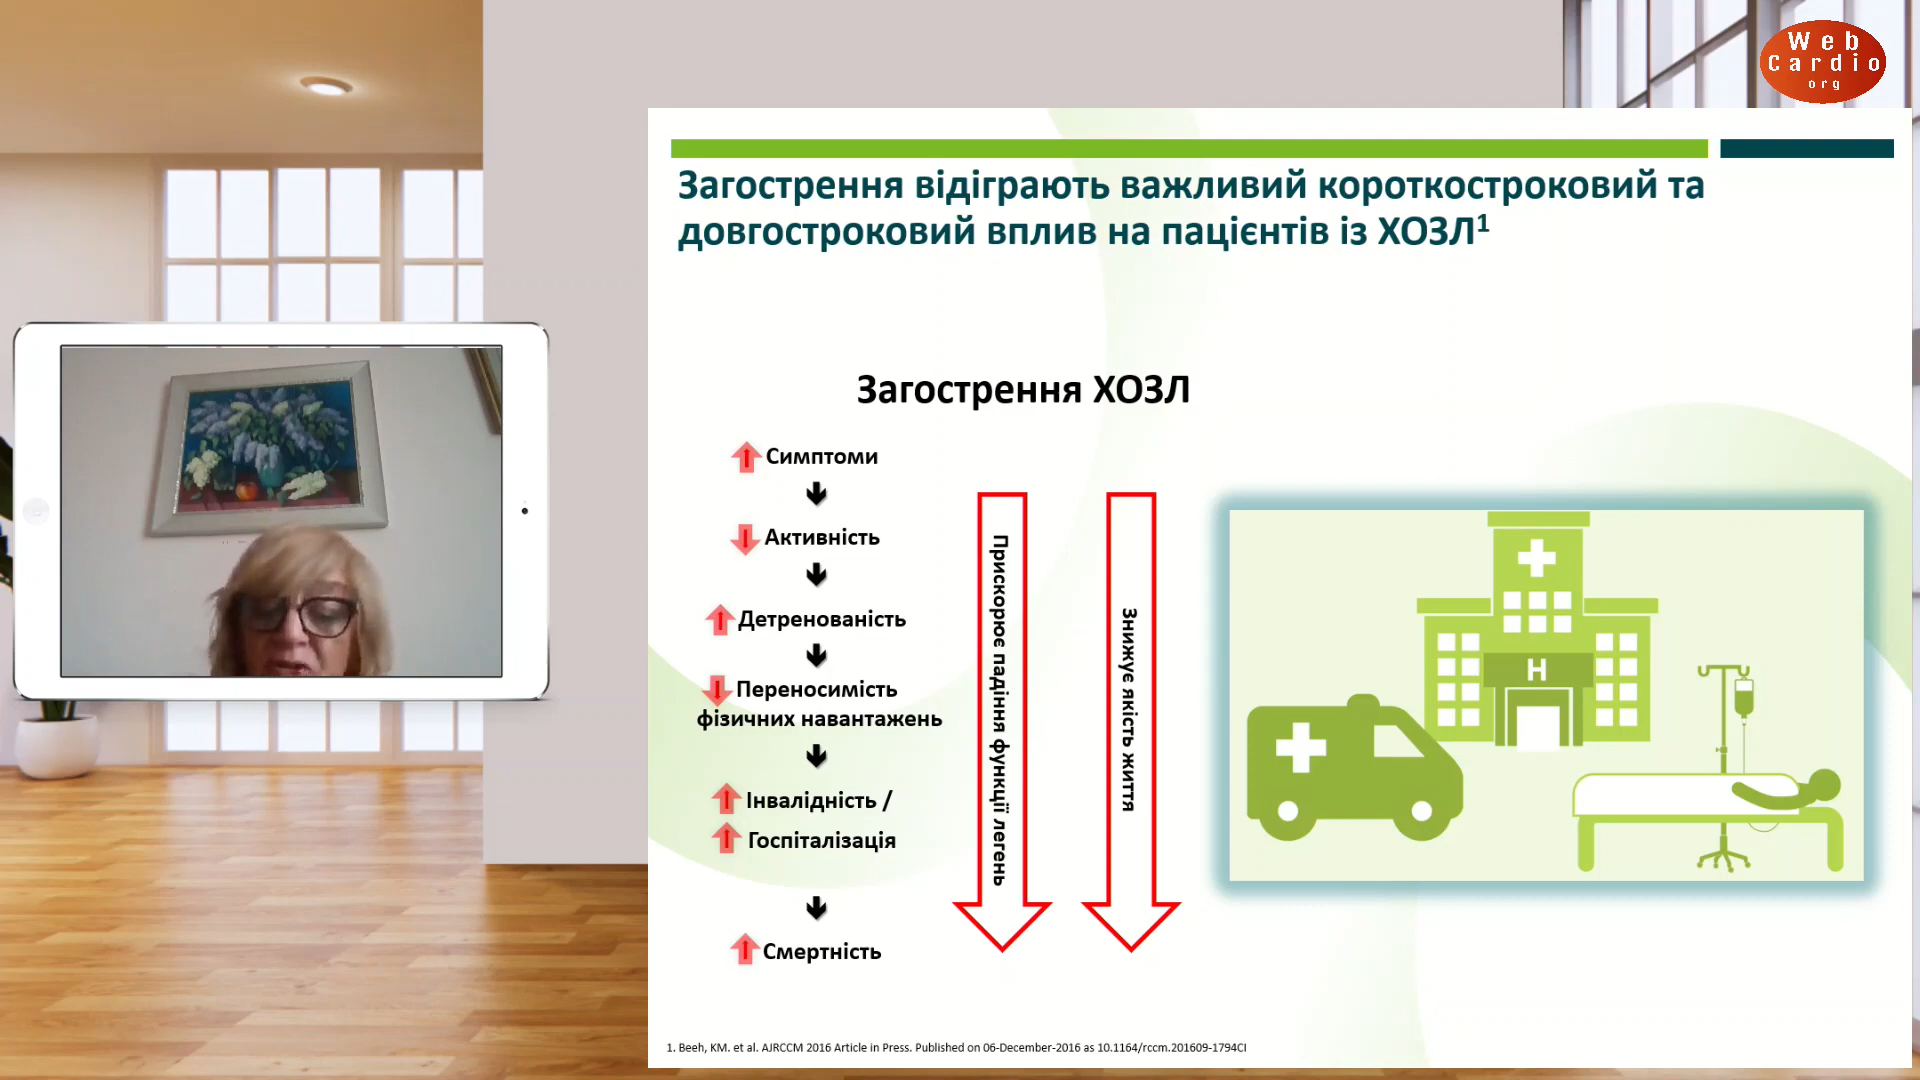 Web
Cardio
org
Загострення відіграють важливий короткостроковий та
довгостроковий вплив на пацієнтів із ХОЗЛ¹
Загострення ХОЗЛ
Симптоми
Активність
Детренованість
Переносимість
фізичних навантажень
Інвалідність /
Госпіталізація
Смертність
Прискорює падіння функції легень
Знижує якість життя
H
1. Beeh, KM. et al. AJRCCM 2016 Article in Press. Published on 06-December-2016 as 10.1164/rccm.201609-1794CI